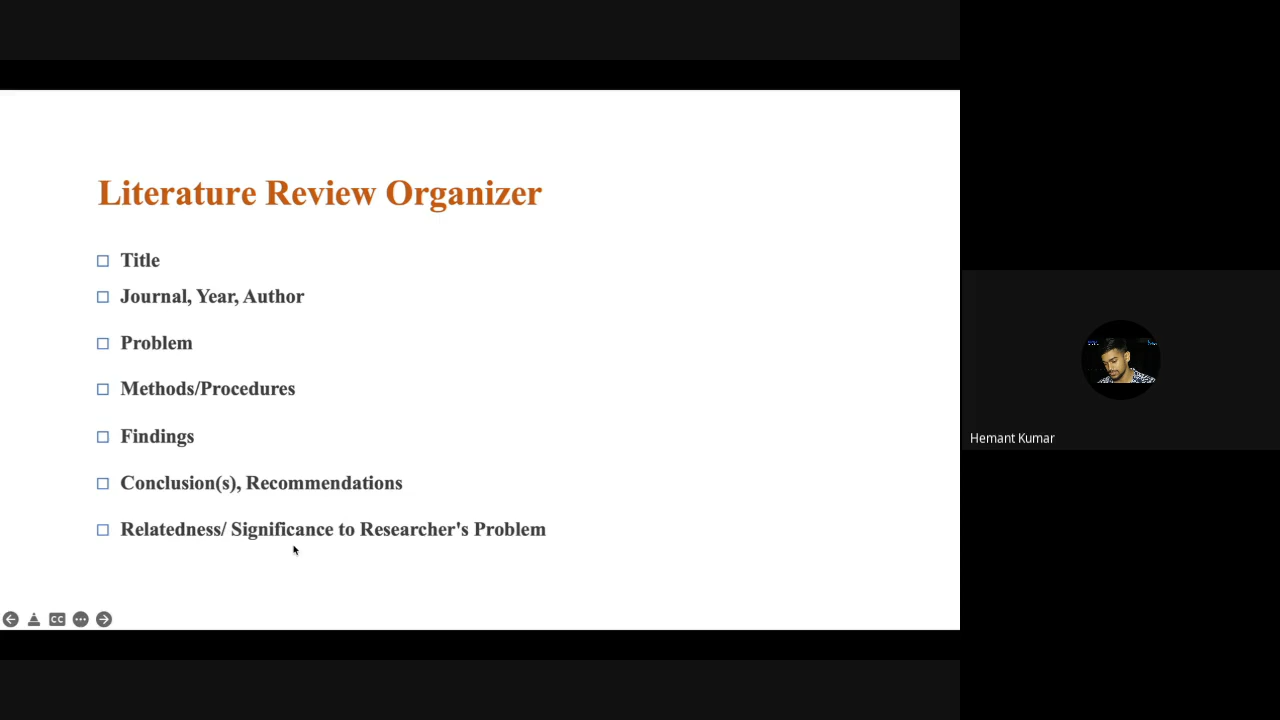 Literature Review Organizer
Title
Journal, Year, Author
Problem
Methods/Procedures
Findings
Conclusion(s), Recommendations
Relatedness/ Significance to Researcher's Problem
CC
Hemant Kumar